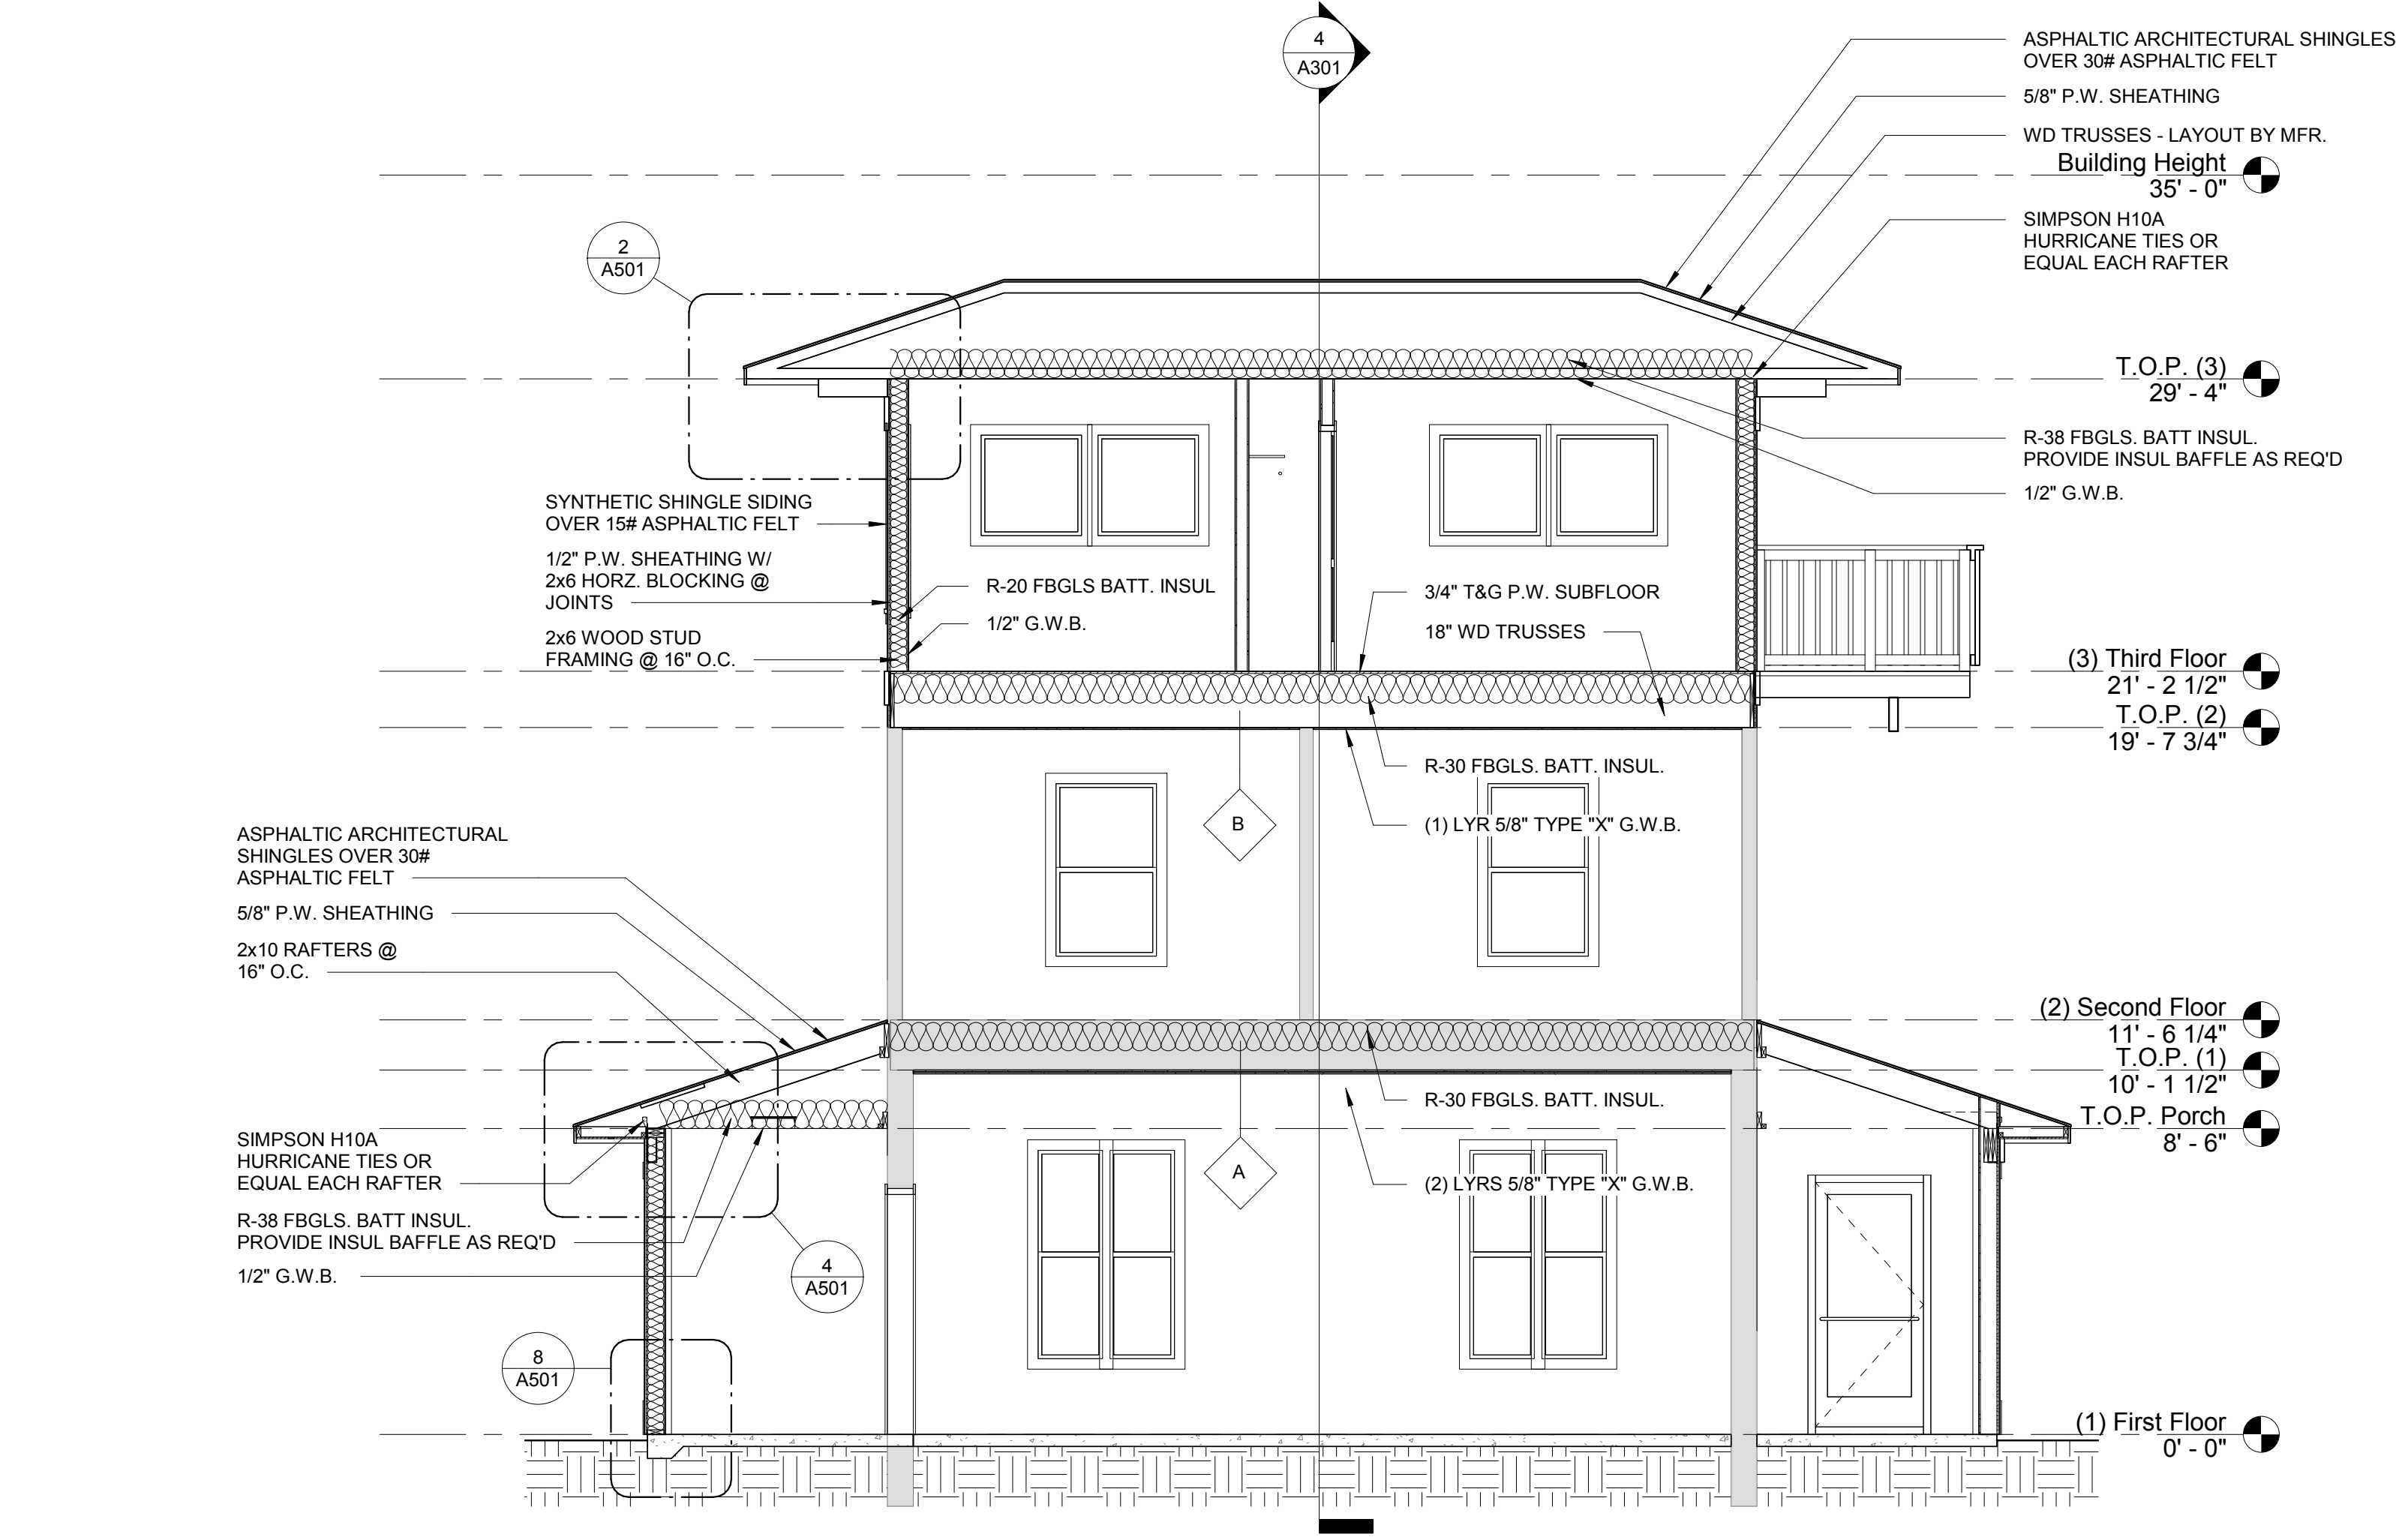 4
A301
ASPHALTIC ARCHITECTURAL SHINGLES
OVER 30# ASPHALTIC FELT
5/8" P.W. SHEATHING
WD TRUSSES - LAYOUT BY MFR.
Building Height
35' - 0"
SIMPSON H10A
HURRICANE TIES OR
EQUAL EACH RAFTER
2
A501
T.O.P. (3)
29' - 4"
R-38 FBGLS. BATT INSUL.
PROVIDE INSUL BAFFLE AS REQ'D
1/2" G.W.B.
SYNTHETIC SHINGLE SIDING
OVER 15# ASPHALTIC FELT
1/2" P.W. SHEATHING W/
2x6 HORZ. BLOCKING @
JOINTS
2x6 WOOD STUD
FRAMING @ 16" O.C.
R-20 FBGLS BATT. INSUL
1/2" G.W.B.
3/4" T&G P.W. SUBFLOOR
18" WD TRUSSES
(3) Third Floor
21' - 2 1/2"
T.O.P. (2)
19' - 7 3/4"
R-30 FBGLS. BATT. INSUL.
B
(1) LYR 5/8" TYPE "X" G.W.B.
ASPHALTIC ARCHITECTURAL
SHINGLES OVER 30#
ASPHALTIC FELT
5/8" P.W. SHEATHING
2x10 RAFTERS @
16" O.C.
(2) Second Floor
11' - 6 1/4"
T.O.P. (1)
10' - 1 1/2"
T.O.P. Porch
8' - 6"
R-30 FBGLS. BATT. INSUL.
A
(2) LYRS 5/8" TYPE "X" G.W.B.
SIMPSON H10A
HURRICANE TIES OR
EQUAL EACH RAFTER
R-38 FBGLS. BATT INSUL.
PROVIDE INSUL BAFFLE AS REQ'D
1/2" G.W.B.
4
A501
8
A501
(1) First Floor
0' - 0"